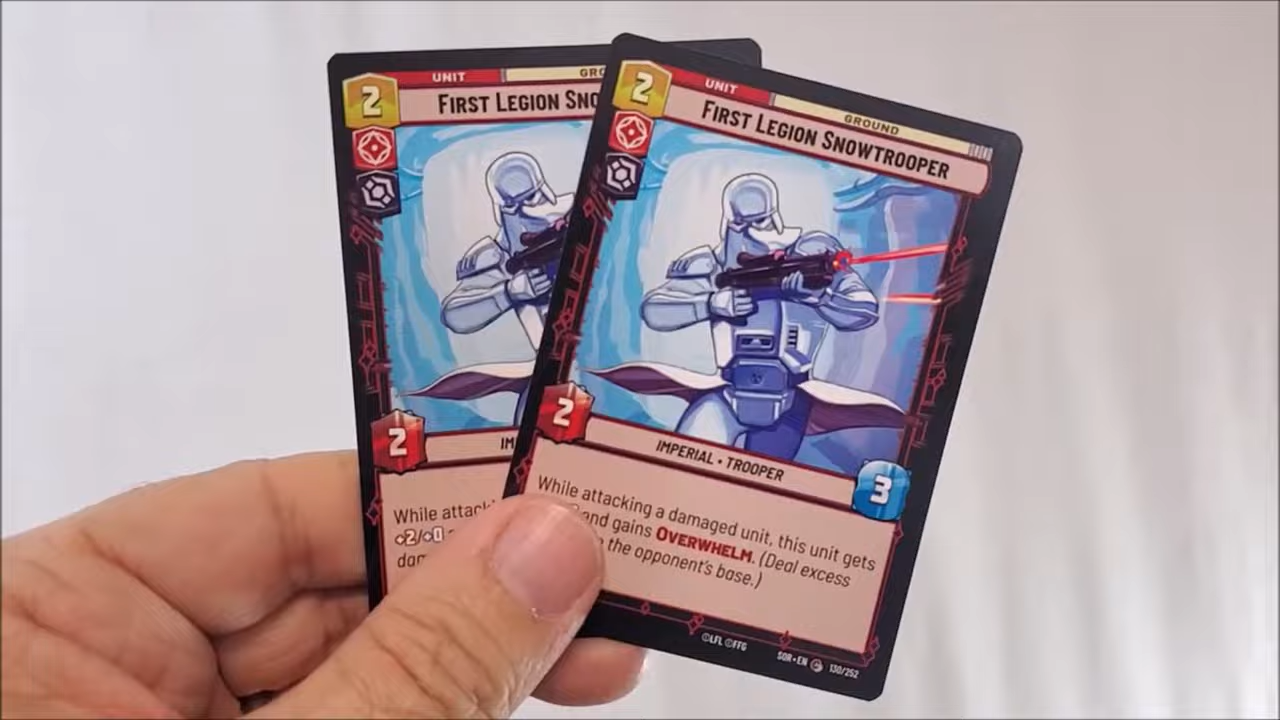 2
UNIT
GRO
FIRST LEGION SNO
2
IM
While attack
+2/+0
dam
2
UNIT
GROUND
FIRST LEGION SNOWTROOPER
2
IMPERIAL • TROOPER
3
While attacking a damaged unit, this unit gets
and gains OVERWHELM. (Deal excess
the opponent's base.)
©LFL ©FFG
SOR • EN C 130/252